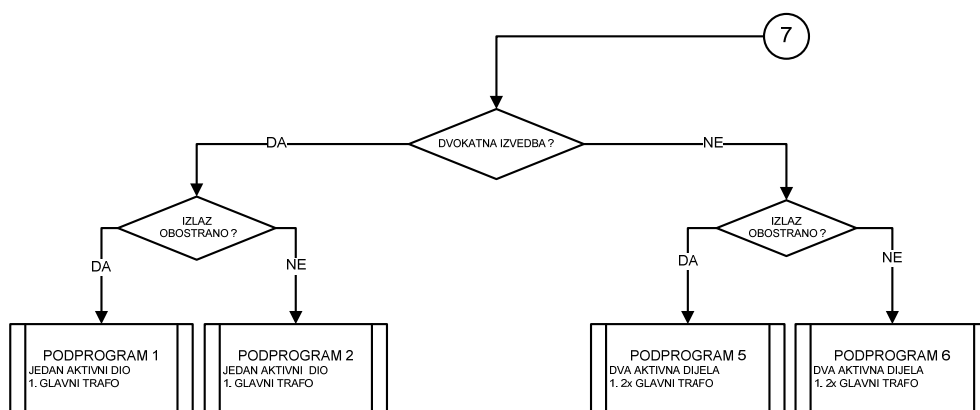 7
DVOKATNA IZVEDBA ?
DA
NE
IZLAZ
OBOSTRANO ?
IZLAZ
OBOSTRANO ?
DA
NE
DA
NE
PODPROGRAM 1
JEDAN AKTIVNI DIO
1. GLAVNI TRAFO
PODPROGRAM 2
JEDAN AKTIVNI DIO
1. GLAVNI TRAFO
PODPROGRAM 5
DVA AKTIVNA DIJELA
1. 2x GLAVNI TRAFO
PODPROGRAM 6
DVA AKTIVNA DIJELA
1. 2x GLAVNI TRAFO